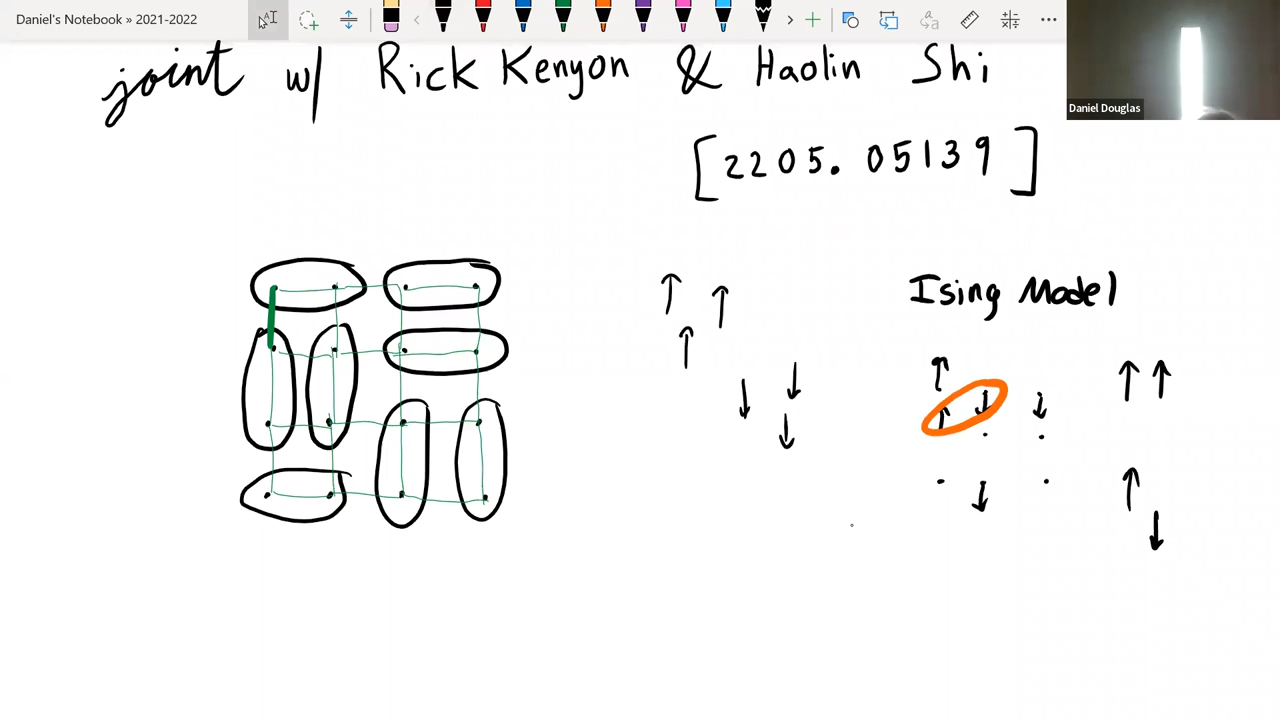 Daniel's Notebook » 2021-2022
Daniel Douglas
joint w/ Rick Kenyon & Haolin Shi
[2205.05139]
Ising Model